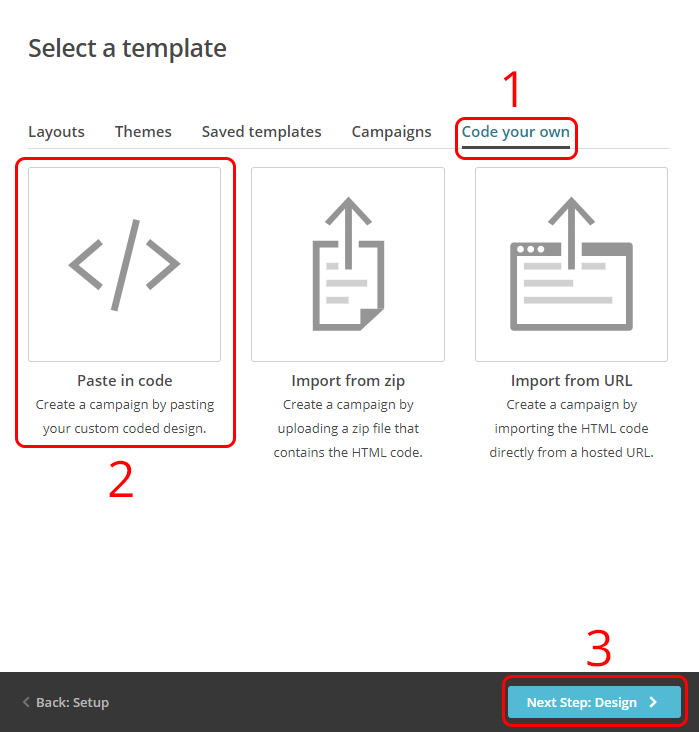 Select a template
1
Layouts Themes Saved templates Campaigns Code your own
Paste in code
Create a campaign by pasting
your custom coded design.
Import from zip
Create a campaign by
uploading a zip file that
contains the HTML code.
Import from URL
Create a campaign by
importing the HTML code
directly from a hosted URL.
2
3
Back: Setup
Next Step: Design